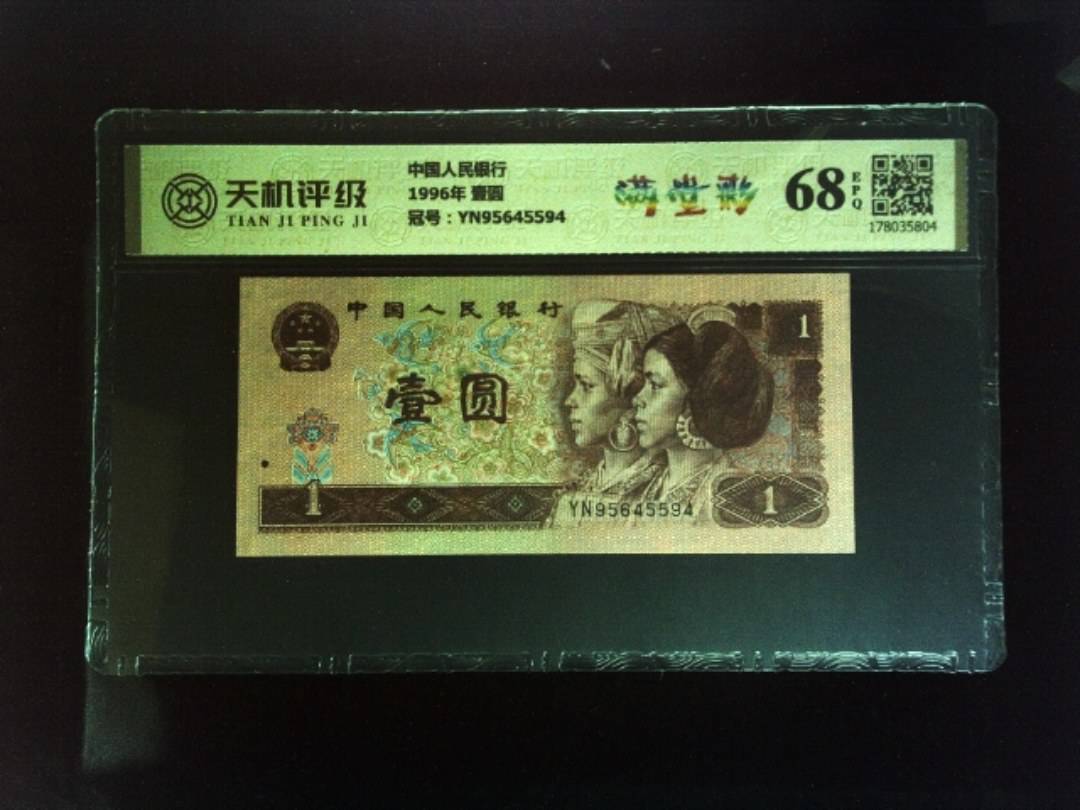 天机评级
TIAN JI PING JI
中国人民银行
1996年 壹圆
冠号：YN95645594
满堂彩
68
EPQ
178035804
中国人民银行
1
壹圆
1
YN95645594
1